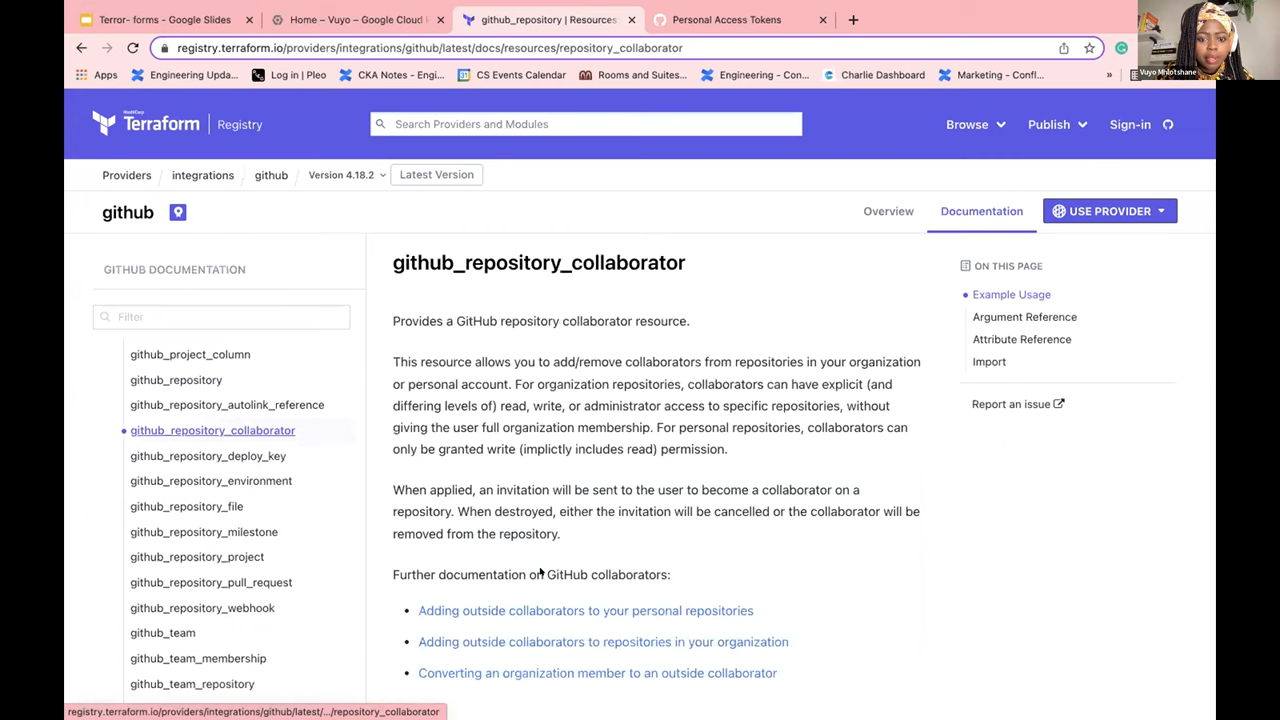 Terror- forms - Google Slides
Home – Vuyo – Google Cloud
github_repository | Resources
Personal Access Tokens
registry.terraform.io/providers/integrations/github/latest/docs/resources/repository_collaborator
Apps
Engineering Upda...
Log in | Pleo
CKA Notes - Engi...
CS Events Calendar
Rooms and Suites...
Engineering - Con...
Charlie Dashboard
Marketing - Confl...
»
Vuyo Mhlotshane
HashiCorp
Terraform
Registry
Search Providers and Modules
Browse
Publish
Sign-in
Providers / integrations / github / Version 4.18.2
Latest Version
github
Overview
Documentation
USE PROVIDER
GITHUB DOCUMENTATION
Filter
github_project_column
github_repository
github_repository_autolink_reference
github_repository_collaborator
github_repository_deploy_key
github_repository_environment
github_repository_file
github_repository_milestone
github_repository_project
github_repository_pull_request
github_repository_webhook
github_team
github_team_membership
github_team_repository
github_repository_collaborator
Provides a GitHub repository collaborator resource.
This resource allows you to add/remove collaborators from repositories in your organization
or personal account. For organization repositories, collaborators can have explicit (and
differing levels of) read, write, or administrator access to specific repositories, without
giving the user full organization membership. For personal repositories, collaborators can
only be granted write (implicitly includes read) permission.
When applied, an invitation will be sent to the user to become a collaborator on a
repository. When destroyed, either the invitation will be cancelled or the collaborator will be
removed from the repository.
Further documentation on GitHub collaborators:
• Adding outside collaborators to your personal repositories
• Adding outside collaborators to repositories in your organization
• Converting an organization member to an outside collaborator
ON THIS PAGE
Example Usage
Argument Reference
Attribute Reference
Import
Report an issue
registry.terraform.io/providers/integrations/github/latest/.../repository_collaborator